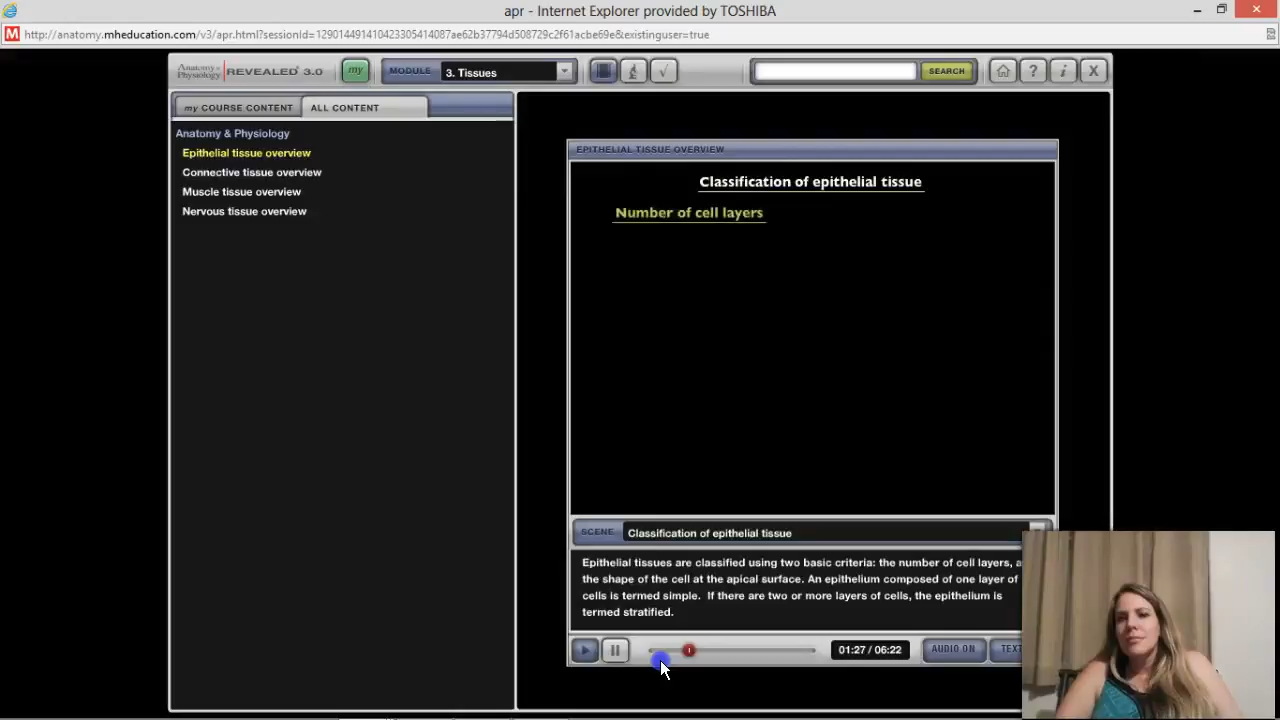 apr - Internet Explorer provided by TOSHIBA
http://anatomy.mheducation.com/v3/apr.html?sessionId=12901449141042330541408​7ae62b37794d508729c2f61acbe69e&existinguser=true
Anatomy & Physiology REVEALED 3.0
my
MODULE 3. Tissues
SEARCH
? i X
my COURSE CONTENT
ALL CONTENT
Anatomy & Physiology
Epithelial tissue overview
Connective tissue overview
Muscle tissue overview
Nervous tissue overview
EPITHELIAL TISSUE OVERVIEW
Classification of epithelial tissue
Number of cell layers
SCENE Classification of epithelial tissue
Epithelial tissues are classified using two basic criteria: the number of cell layers, a
the shape of the cell at the apical surface. An epithelium composed of one layer of
cells is termed simple. If there are two or more layers of cells, the epithelium is
termed stratified.
01:27 / 06:22
AUDIO ON
TEXT